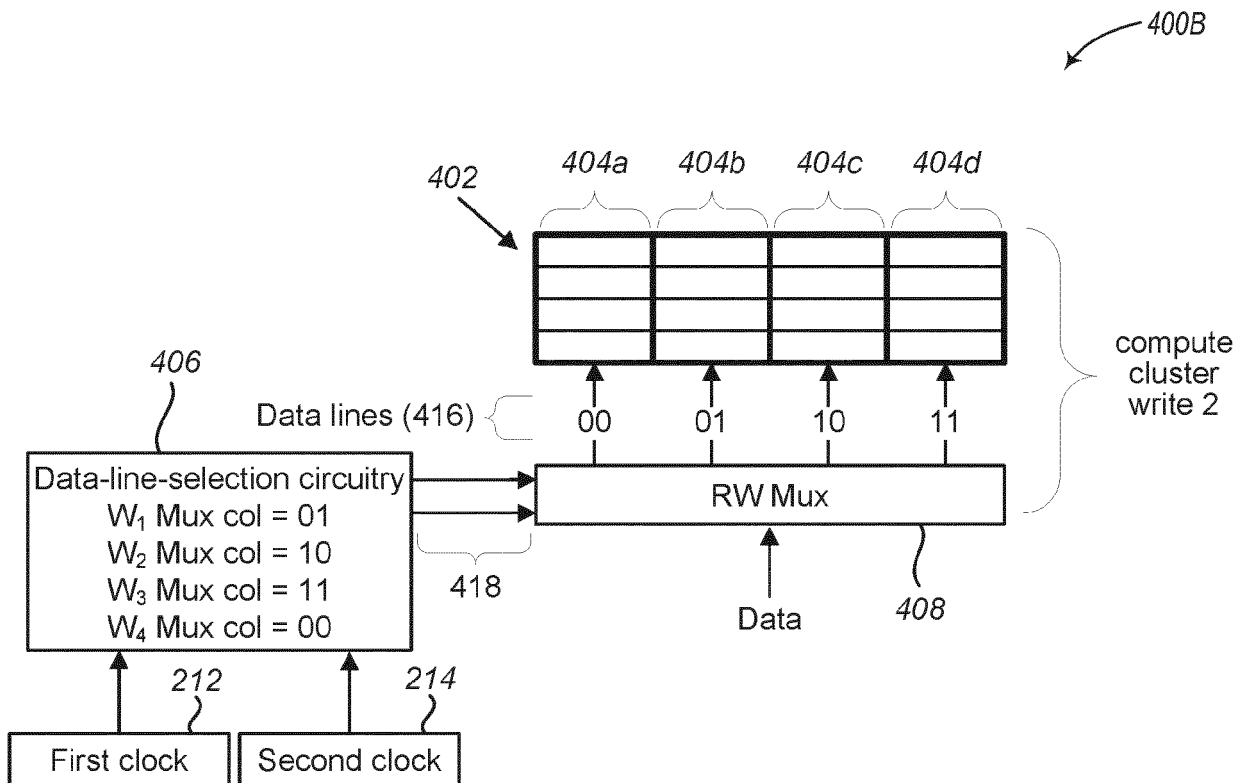 400B
404a 404b 404c 404d
402
compute
cluster
write 2
406
Data lines (416)
00 01 10 11
Data-line-selection circuitry
W₁ Mux col = 01
W₂ Mux col = 10
W₃ Mux col = 11
W₄ Mux col = 00
RW Mux
418
408
Data
212
214
First clock
Second clock